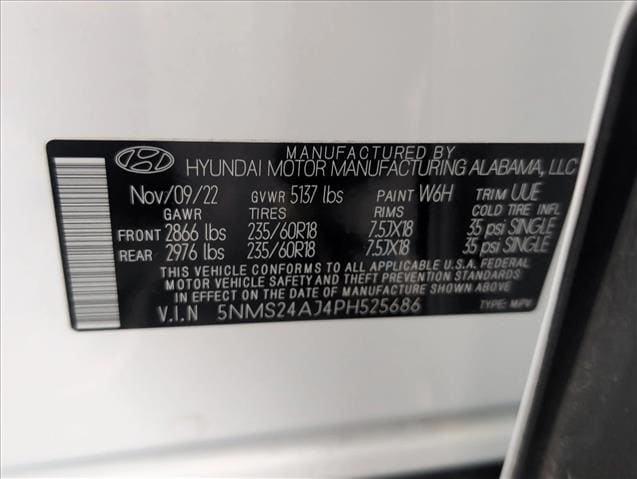 MANUFACTURED BY
HYUNDAI MOTOR MANUFACTURING ALABAMA, LLC
Nov/09/22 GVWR 5137 lbs PAINT W6H TRIM UUE
GAWR TIRES RIMS COLD TIRE INFL
FRONT 2866 lbs 235/60R18 7.5JX18 35 psi SINGLE
REAR 2976 lbs 235/60R18 7.5JX18 35 psi SINGLE
THIS VEHICLE CONFORMS TO ALL APPLICABLE U.S.A. FEDERAL
MOTOR VEHICLE SAFETY, BUMPER, AND THEFT PREVENTION
STANDARDS IN EFFECT ON THE DATE OF MANUFACTURE SHOWN ABOVE.
V.I.N 5NMS24AJ4PH525686 TYPE: MPV